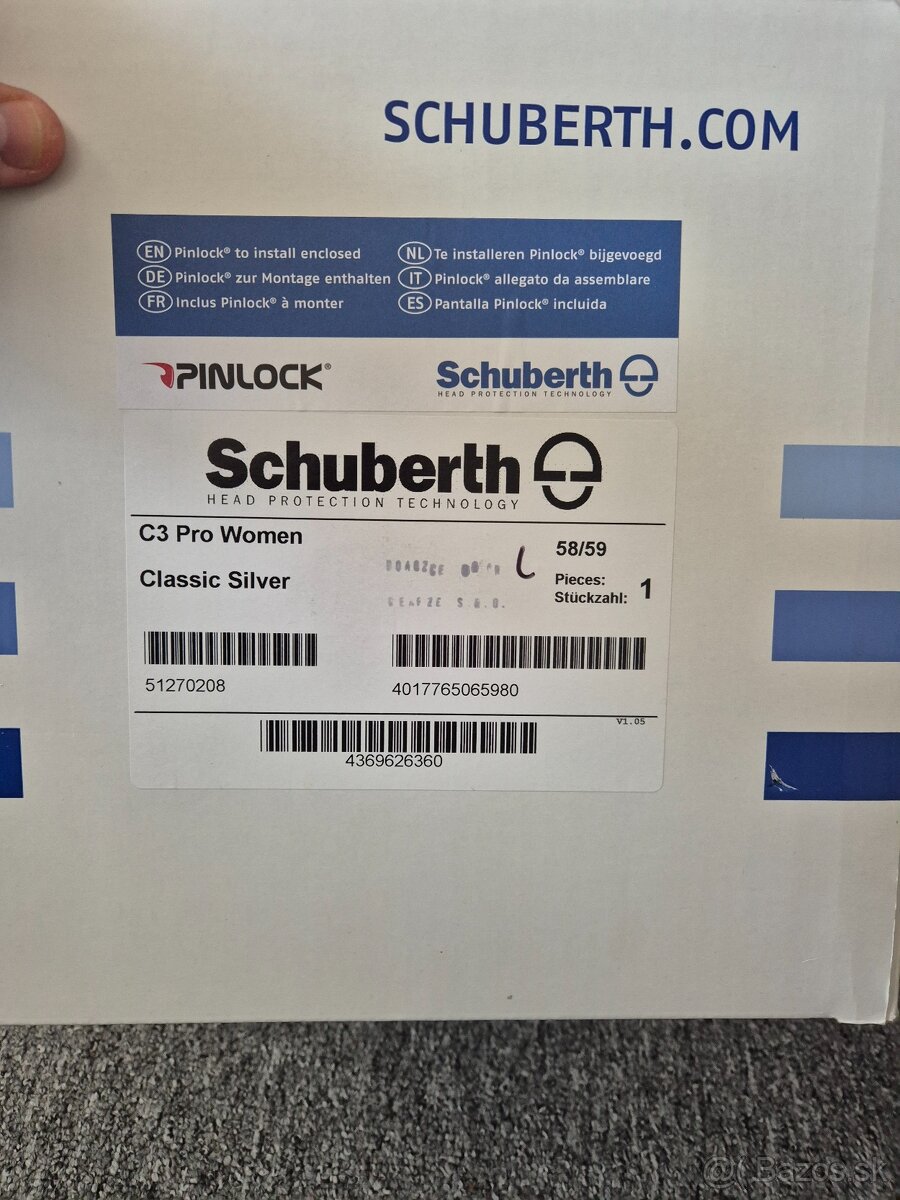 SCHUBERTH.COM
EN Pinlock® to install enclosed
DE Pinlock® zur Montage enthalten
FR Inclus Pinlock® à monter
NL Te installeren Pinlock® bijgevoegd
IT Pinlock® allegato da assemblare
ES Pantalla Pinlock® incluida
PINLOCK®
Schuberth
HEAD PROTECTION TECHNOLOGY
Schuberth
HEAD PROTECTION TECHNOLOGY
C3 Pro Women
Classic Silver
L
58/59
Pieces:
Stückzahl: 1
51270208
4017765065980
V1.05
4369626360
Bazos.sk